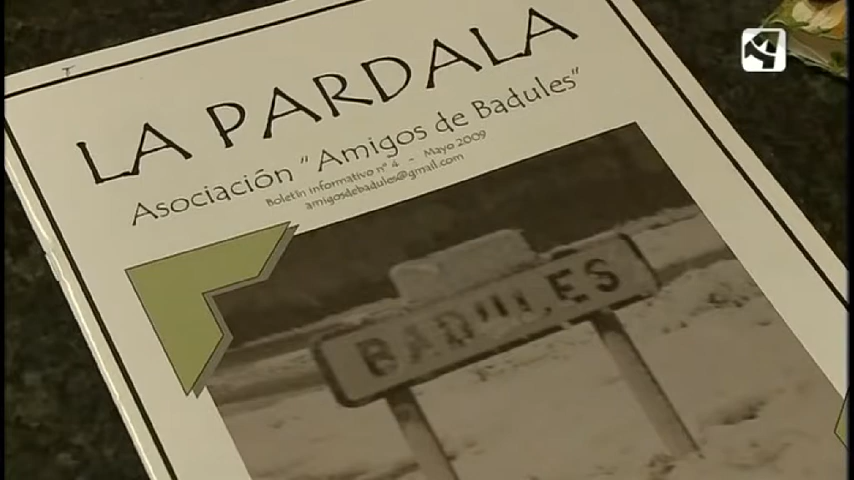 LA PARDALA
Asociación "Amigos de Badules"
Boletín informativo nº 4 - Mayo 2009
amigosdebadules@gmail.com
BADULES